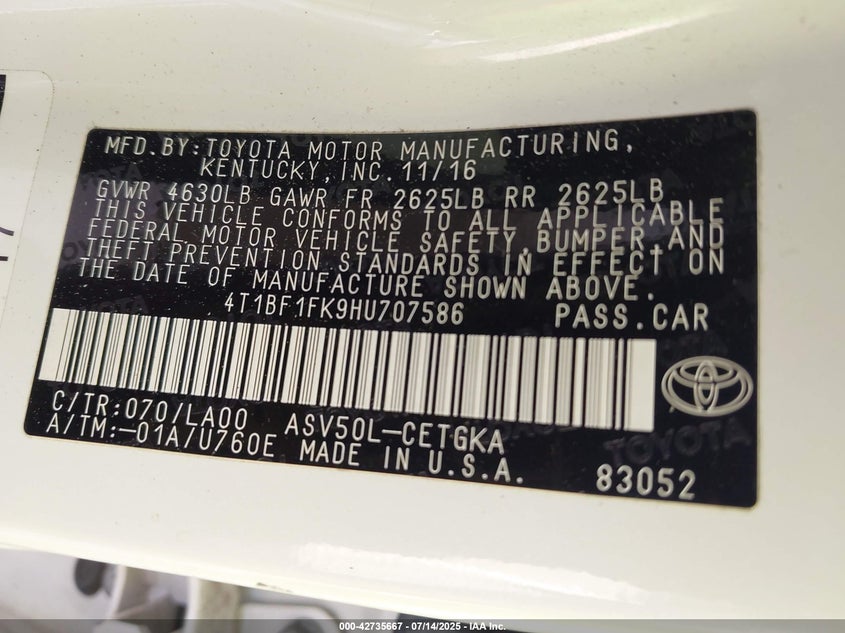 MFD.BY:TOYOTA MOTOR MANUFACTURING,
KENTUCKY,INC.11/16
GVWR 4630LB GAWR FR 2625LB RR 2625LB
THIS VEHICLE CONFORMS TO ALL APPLICABLE
FEDERAL MOTOR VEHICLE SAFETY,BUMPER,AND
THEFT PREVENTION STANDARDS IN EFFECT ON
THE DATE OF MANUFACTURE SHOWN ABOVE.
4T1BF1FK9HU707586 PASS.CAR
C/TR:070/LA00 ASV50L-CETGKA
A/TM:-01A/U760E MADE IN U.S.A.
TOYOTA
83052
000-42735667 - 07/14/2025 - IAA Inc.